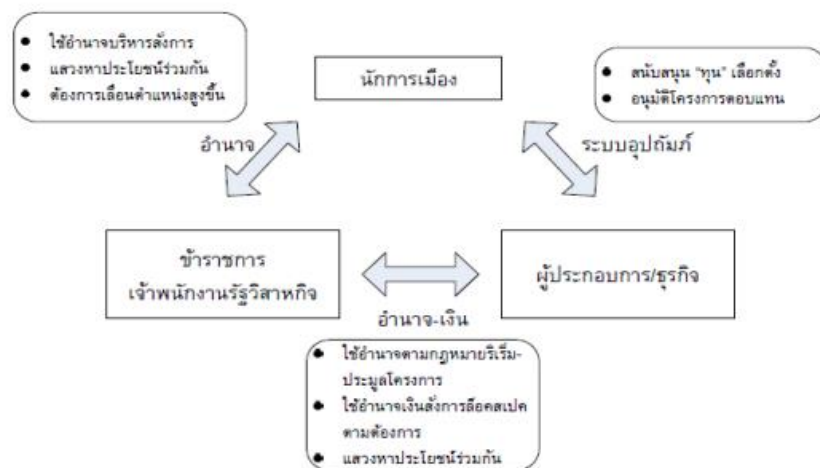 ● ใช้อำนาจบริหารสั่งการ
● แสวงหาประโยชน์ร่วมกัน
● ต้องการเลื่อนตำแหน่งสูงขึ้น
นักการเมือง
● สนับสนุน “ทุน” เลือกตั้ง
● อนุมัติโครงการตอบแทน
อำนาจ
ระบบอุปถัมภ์
ข้าราชการ
เจ้าพนักงานรัฐวิสาหกิจ
ผู้ประกอบการ/ธุรกิจ
อำนาจ-เงิน
● ใช้อำนาจตามกฎหมายริเริ่ม-
ประมูลโครงการ
● ใช้อำนาจเงินสั่งการล็อคสเปค
ตามต้องการ
● แสวงหาประโยชน์ร่วมกัน